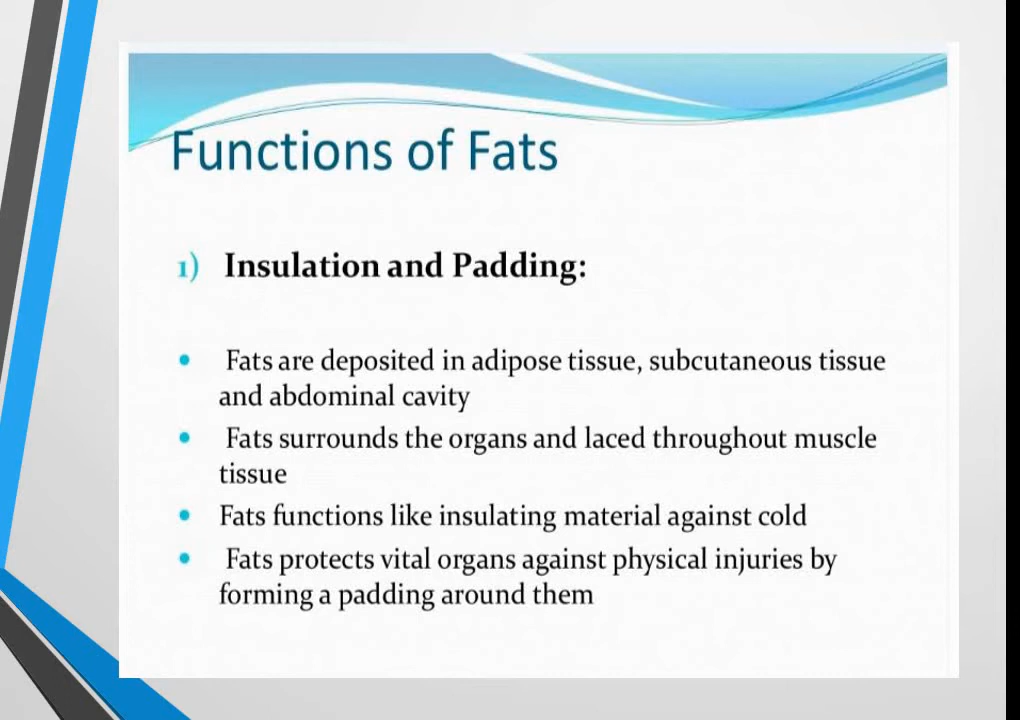 Functions of Fats
1) Insulation and Padding:
• Fats are deposited in adipose tissue, subcutaneous tissue
and abdominal cavity
• Fats surrounds the organs and laced throughout muscle
tissue
• Fats functions like insulating material against cold
• Fats protects vital organs against physical injuries by
forming a padding around them